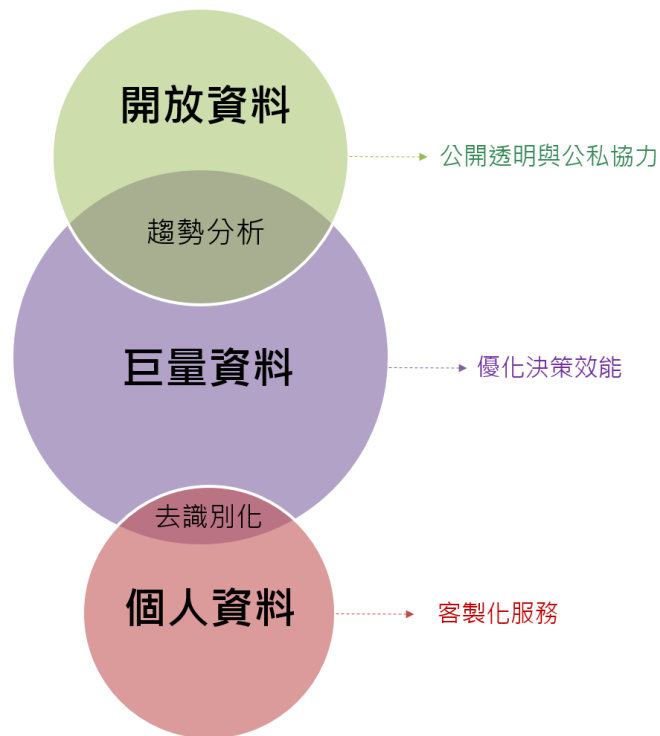 開放資料
公開透明與公私協力
趨勢分析
巨量資料
優化決策效能
去識別化
個人資料
客製化服務